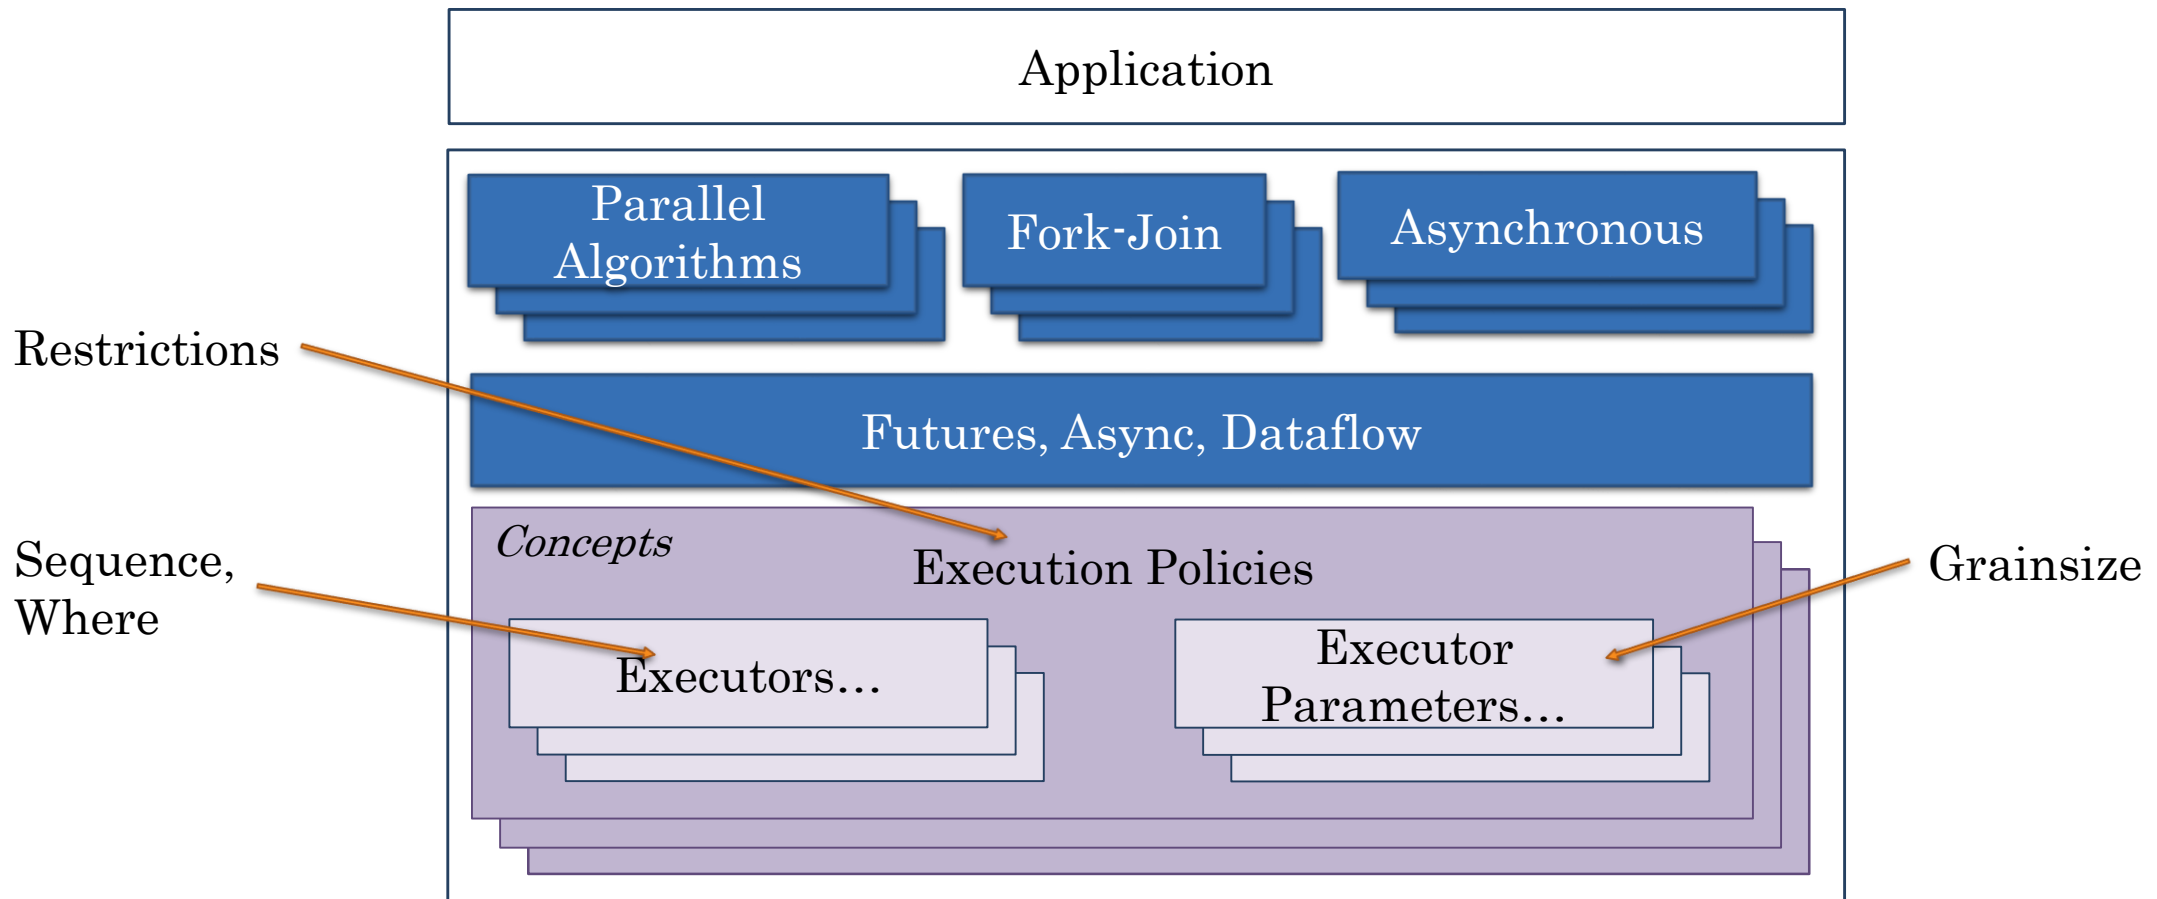 Application
Parallel
Algorithms
Fork-Join
Asynchronous
Restrictions
Futures, Async, Dataflow
Concepts
Execution Policies
Sequence,
Where
Grainsize
Executors...
Executor
Parameters...